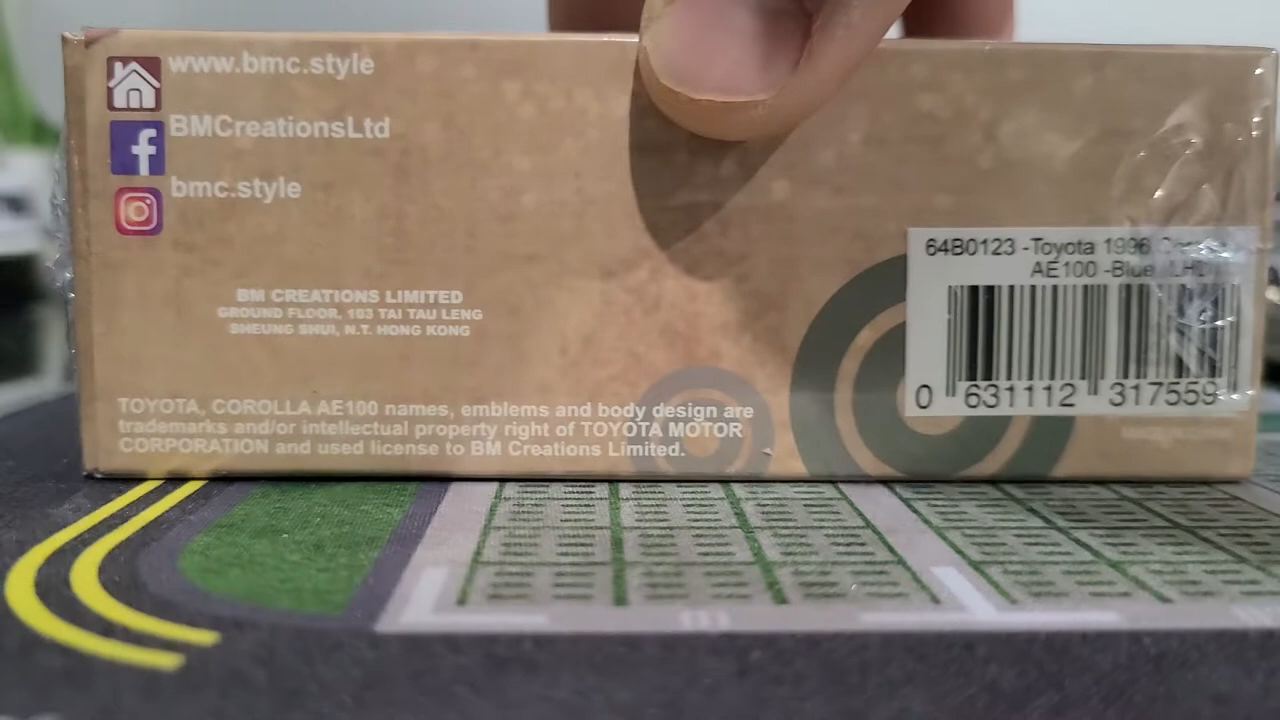 www.bmc.style
BMCreationsLtd
bmc.style
BM CREATIONS LIMITED
GROUND FLOOR, 103 TAI TAU LENG
SHEUNG SHUI, N.T. HONG KONG
TOYOTA, COROLLA AE100 names, emblems and body design are
trademarks and/or intellectual property right of TOYOTA MOTOR
CORPORATION and used license to BM Creations Limited.
64B0123 -Toyota 1996
AE100 -Blue (LHD)
0 631112 317559